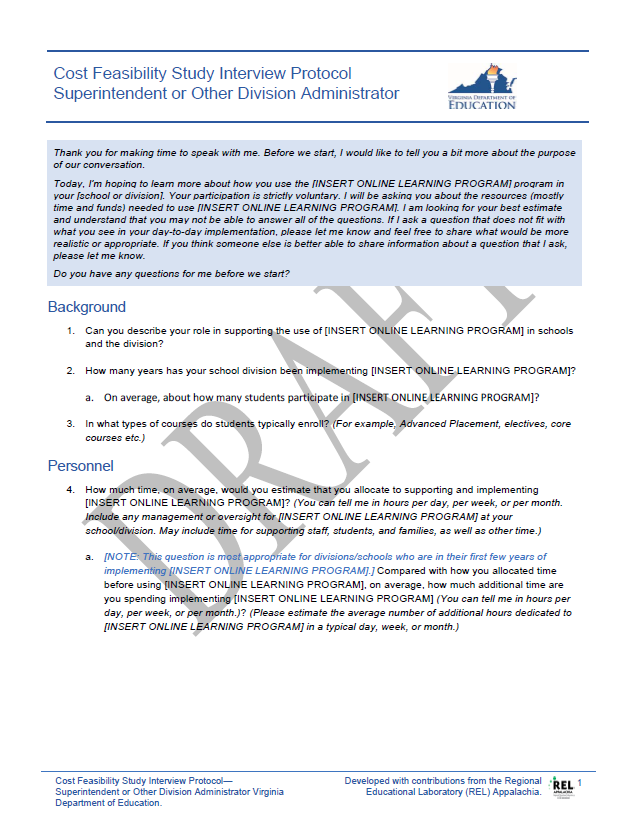 Cost Feasibility Study Interview Protocol
Superintendent or Other Division Administrator
VIRGINIA DEPARTMENT OF
EDUCATION
Thank you for making time to speak with me. Before we start, I would like to tell you a bit more about the purpose
of our conversation.
Today, I'm hoping to learn more about how you use the [INSERT ONLINE LEARNING PROGRAM] program in
your [school or division]. Your participation is strictly voluntary. I will be asking you about the resources (mostly
time and funds) needed to use [INSERT ONLINE LEARNING PROGRAM]. I am looking for your best estimate
and understand that you may not be able to answer all of the questions. If I ask a question that does not fit with
what you see in your day-to-day implementation, please let me know and feel free to share what would be more
realistic or appropriate. If you think someone else is better able to share information about a question that I ask,
please let me know.
Do you have any questions for me before we start?
DRAFT
Background
1. Can you describe your role in supporting the use of [INSERT ONLINE LEARNING PROGRAM] in schools
and the division?
2. How many years has your school division been implementing [INSERT ONLINE LEARNING PROGRAM]?
a. On average, about how many students participate in [INSERT ONLINE LEARNING PROGRAM]?
3. In what types of courses do students typically enroll? (For example, Advanced Placement, electives, core
courses etc.)
Personnel
4. How much time, on average, would you estimate that you allocate to supporting and implementing
[INSERT ONLINE LEARNING PROGRAM]? (You can tell me in hours per day, per week, or per month.
Include any management or oversight for [INSERT ONLINE LEARNING PROGRAM] at your
school/division. May include time for supporting staff, students, and families, as well as other time.)
a. [NOTE: This question is most appropriate for divisions/schools who are in their first few years of
implementing [INSERT ONLINE LEARNING PROGRAM].] Compared with how you allocated time
before using [INSERT ONLINE LEARNING PROGRAM], on average, how much additional time are
you spending implementing [INSERT ONLINE LEARNING PROGRAM] (You can tell me in hours per
day, per week, or per month.)? (Please estimate the average number of additional hours dedicated to
[INSERT ONLINE LEARNING PROGRAM] in a typical day, week, or month.)
Cost Feasibility Study Interview Protocol—
Superintendent or Other Division Administrator Virginia
Department of Education.
Developed with contributions from the Regional
Educational Laboratory (REL) Appalachia.
REL
APPALACHIA
1